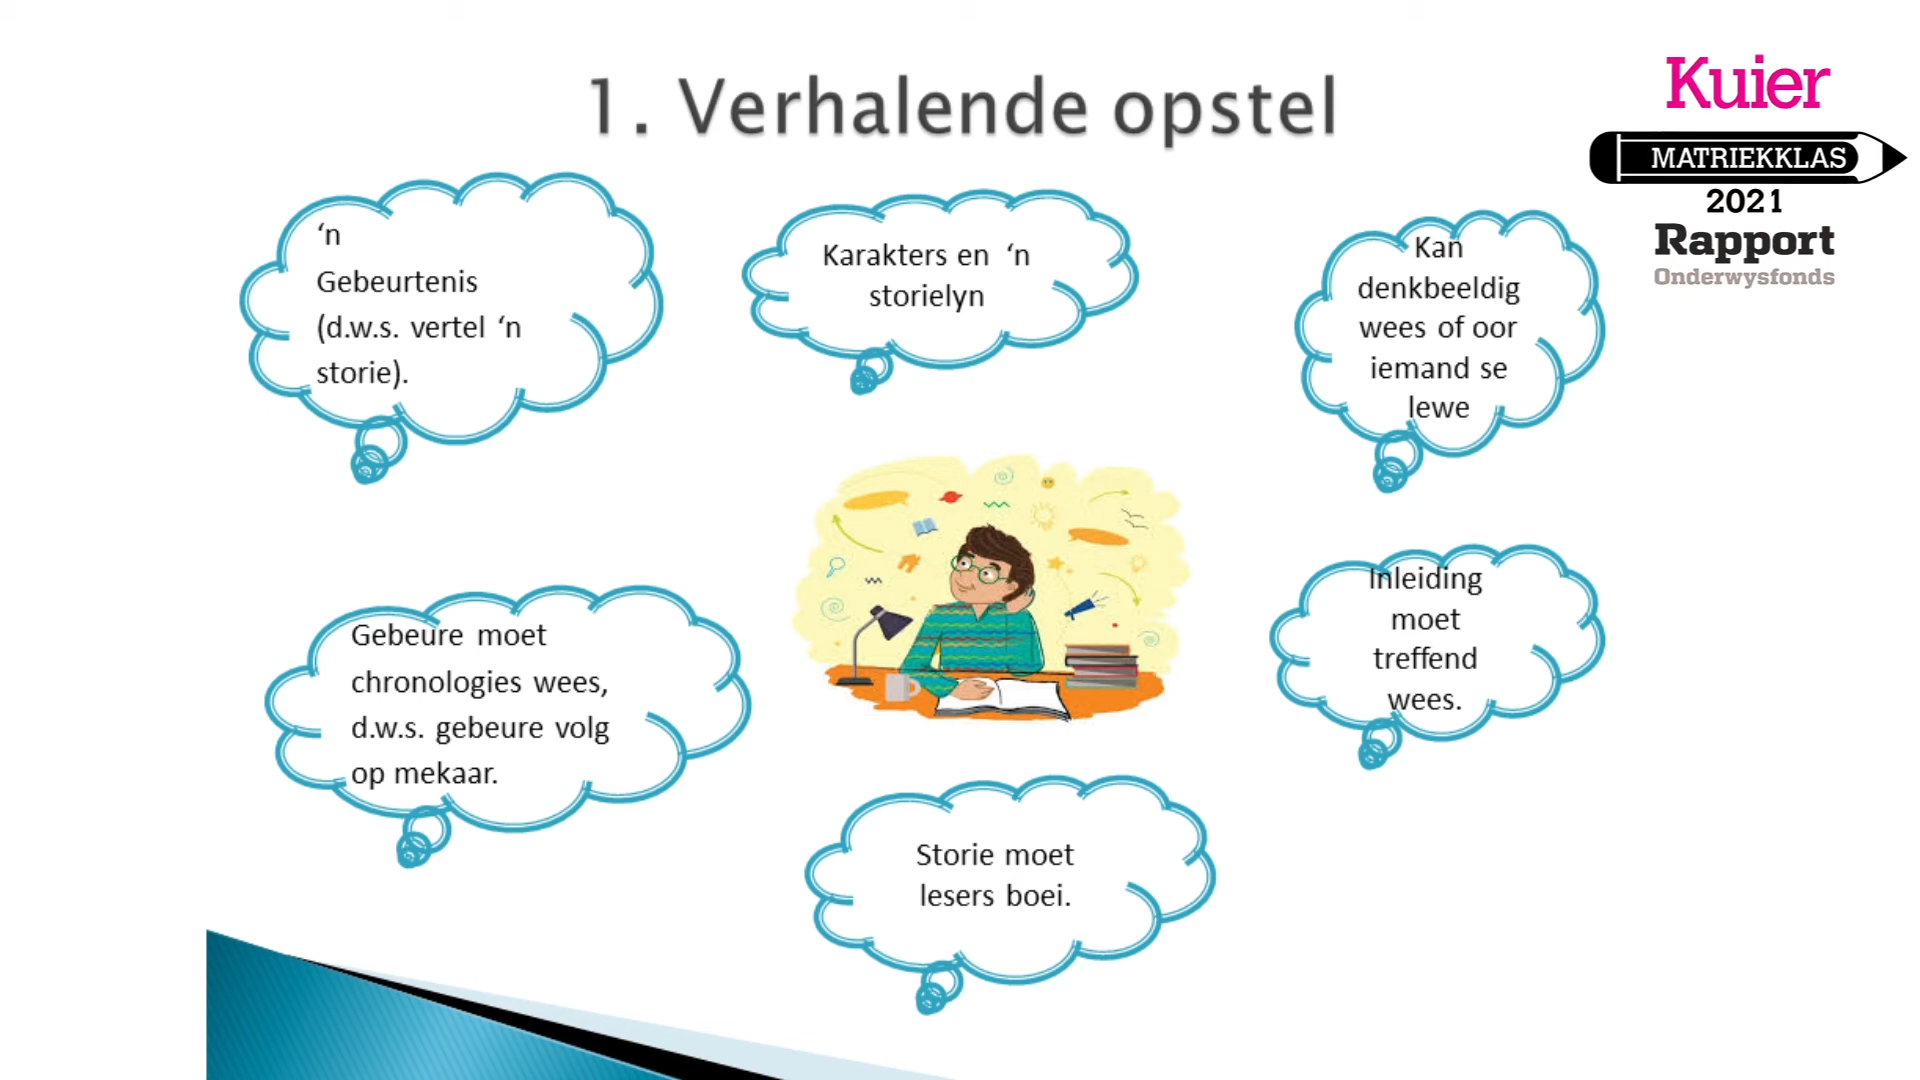 1. Verhalende opstel
Kuier
MATRIEKKLAS
2021
Rapport
Onderwysfonds
‘n
Gebeurtenis
(d.w.s. vertel ‘n
storie).
Karakters en ‘n
storielyn
Kan
denkbeeldig
wees of oor
iemand se
lewe
Gebeure moet
chronologies wees,
d.w.s. gebeure volg
op mekaar.
Inleiding
moet
treffend
wees.
Storie moet
lesers boei.